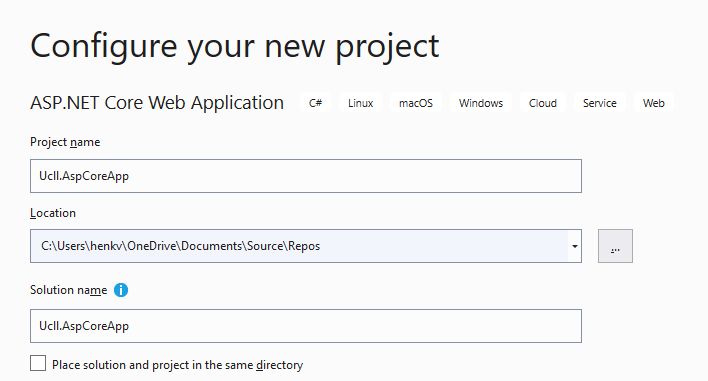 Configure your new project
ASP.NET Core Web Application C# Linux macOS Windows Cloud Service Web
Project name
Ucll.AspCoreApp
Location
C:\Users\henkv\OneDrive\Documents\Source\Repos
...
Solution name
Ucll.AspCoreApp
Place solution and project in the same directory